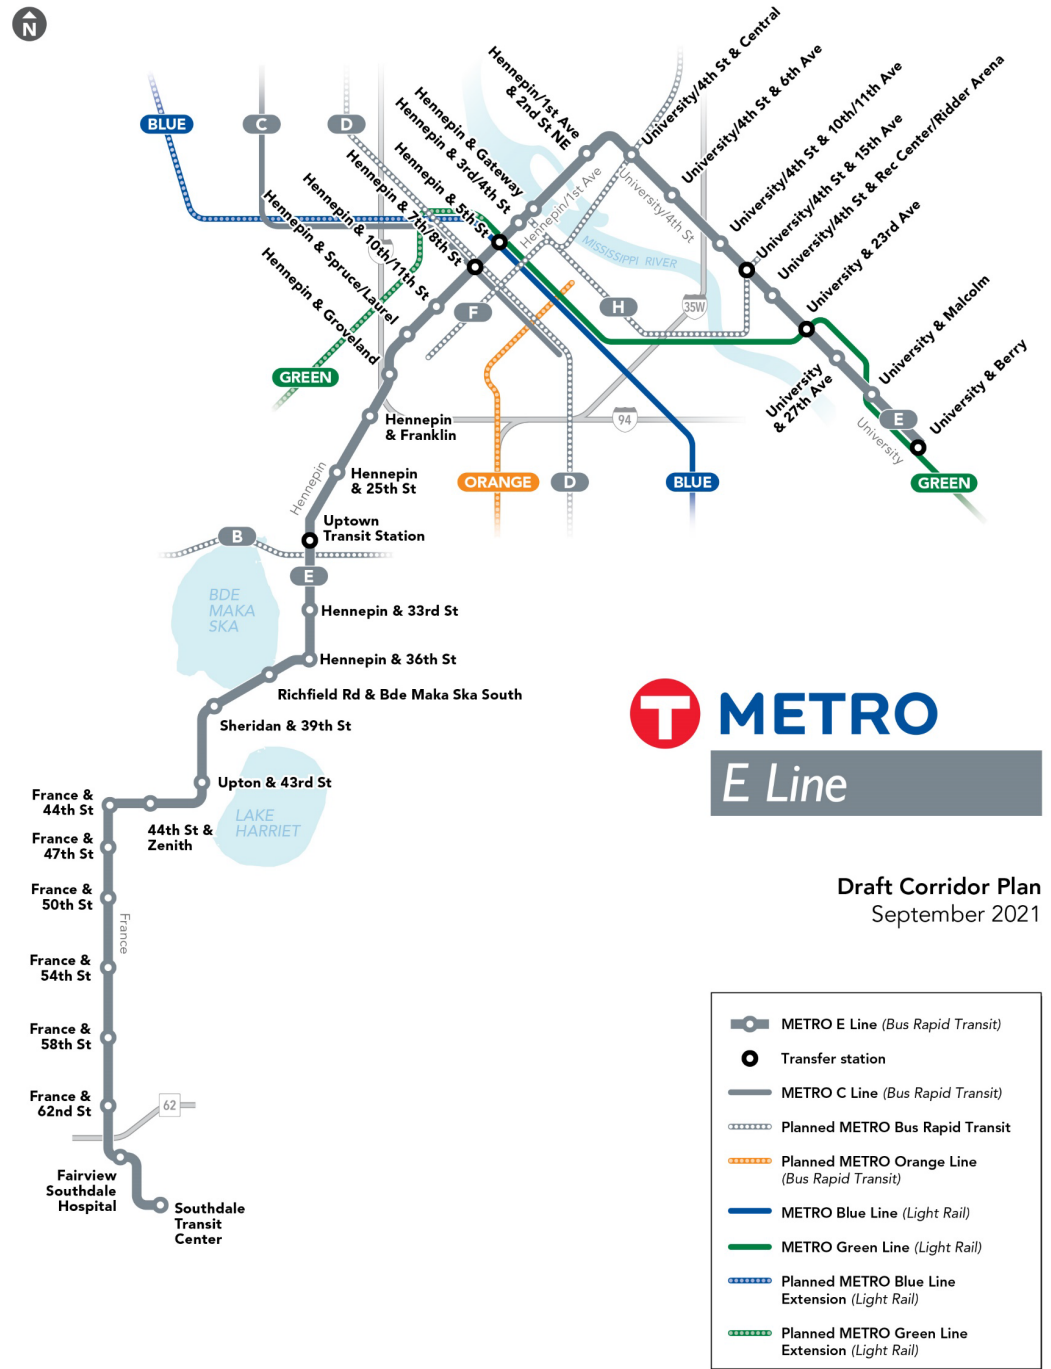 N
BLUE
C
D
Hennepin/1st Ave
& 2nd St NE
Hennepin & Gateway
Hennepin & 3rd/4th St
Hennepin & 5th St
Hennepin & 7th/8th St
Hennepin & 10th/11th St
Hennepin & Spruce/Laurel
Hennepin & Groveland
University/4th St & Central
University/4th St & 6th Ave
University/4th St & 10th/11th Ave
University/4th St & 15th Ave
University/4th St & Rec Center/Ridder Arena
University & 23rd Ave
University
& 27th Ave
University & Malcolm
University & Berry
Hennepin/1st Ave
University/4th St
MISSISSIPPI RIVER
F
H
35W
94
GREEN
E
University
GREEN
ORANGE
D
BLUE
Hennepin
& Franklin
Hennepin
Hennepin
& 25th St
Uptown
Transit Station
B
E
BDE
MAKA
SKA
Hennepin & 33rd St
Hennepin & 36th St
Richfield Rd & Bde Maka Ska South
Sheridan & 39th St
Upton & 43rd St
LAKE
HARRIET
France &
44th St
44th St &
Zenith
France &
47th St
France &
50th St
France
France &
54th St
France &
58th St
France &
62nd St
62
Fairview
Southdale
Hospital
Southdale
Transit
Center
T METRO
E Line
Draft Corridor Plan
September 2021
METRO E Line (Bus Rapid Transit)
Transfer station
METRO C Line (Bus Rapid Transit)
Planned METRO Bus Rapid Transit
Planned METRO Orange Line
(Bus Rapid Transit)
METRO Blue Line (Light Rail)
METRO Green Line (Light Rail)
Planned METRO Blue Line
Extension (Light Rail)
Planned METRO Green Line
Extension (Light Rail)